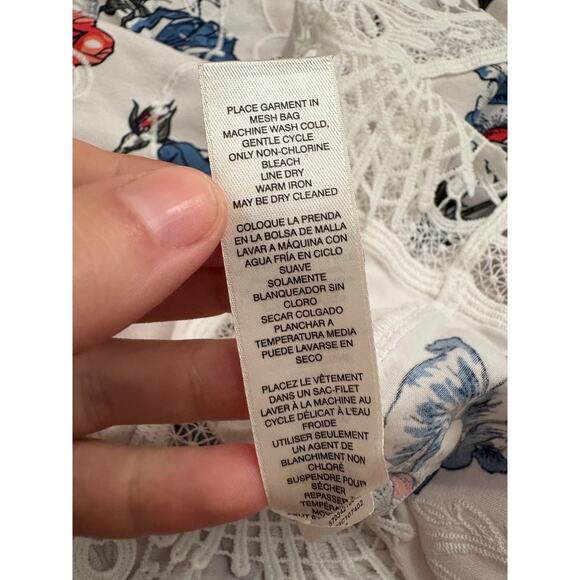 PLACE GARMENT IN
MESH BAG
MACHINE WASH COLD,
GENTLE CYCLE
ONLY NON-CHLORINE
BLEACH
LINE DRY
WARM IRON
MAY BE DRY CLEANED
COLOQUE LA PRENDA
EN LA BOLSA DE MALLA
LAVAR A MÁQUINA CON
AGUA FRÍA EN CICLO
SUAVE
SOLAMENTE
BLANQUEADOR SIN
CLORO
SECAR COLGADO
PLANCHAR A
TEMPERATURA MEDIA
PUEDE LAVARSE EN
SECO
PLACEZ LE VÊTEMENT
DANS UN SAC-FILET
LAVER À LA MACHINE AU
CYCLE DÉLICAT À L'EAU
FROIDE
UTILISER SEULEMENT
UN AGENT DE
BLANCHIMENT NON
CHLORÉ
SUSPENDRE POUR
SÉCHER
REPASSER